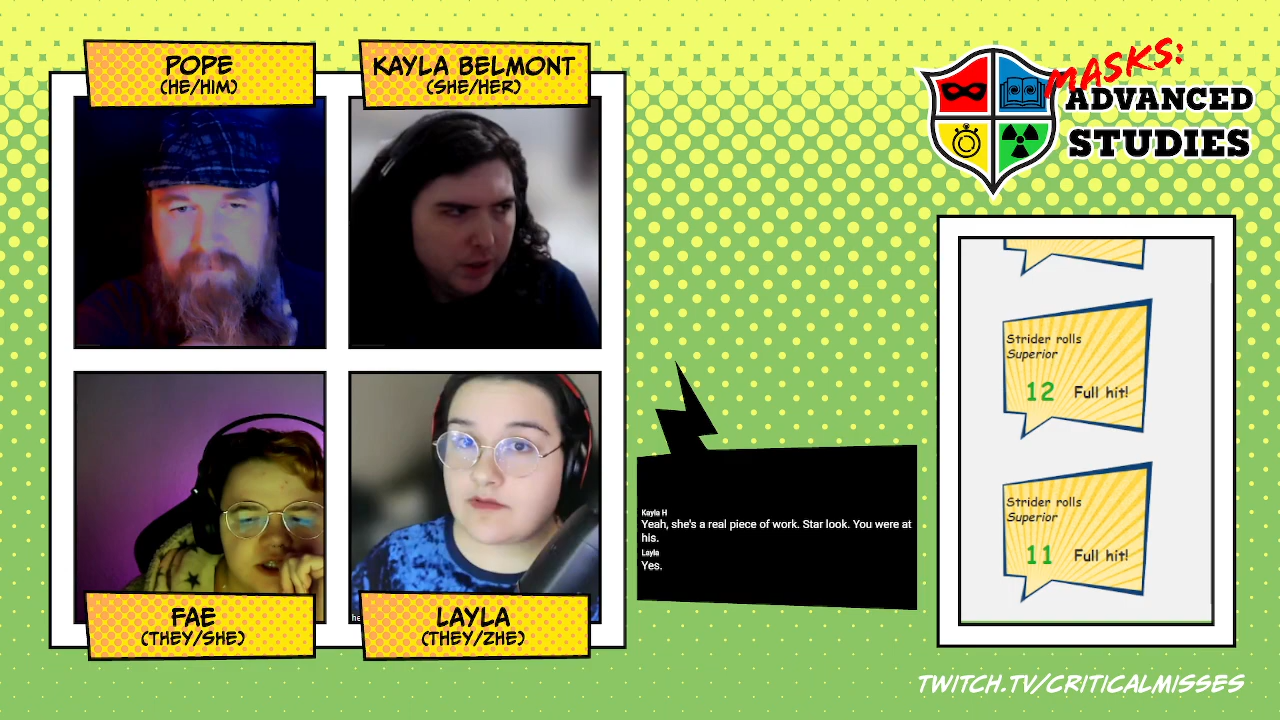 POPE
(HE/HIM)
KAYLA BELMONT
(SHE/HER)
MASKS:
ADVANCED
STUDIES
Strider rolls
Superior
12 Full hit!
Kayla H
Yeah, she's a real piece of work. Star look. You were at
his.
Layla
Yes.
Strider rolls
Superior
11 Full hit!
he
FAE
(THEY/SHE)
LAYLA
(THEY/ZHE)
TWITCH.TV/CRITICALMISSES